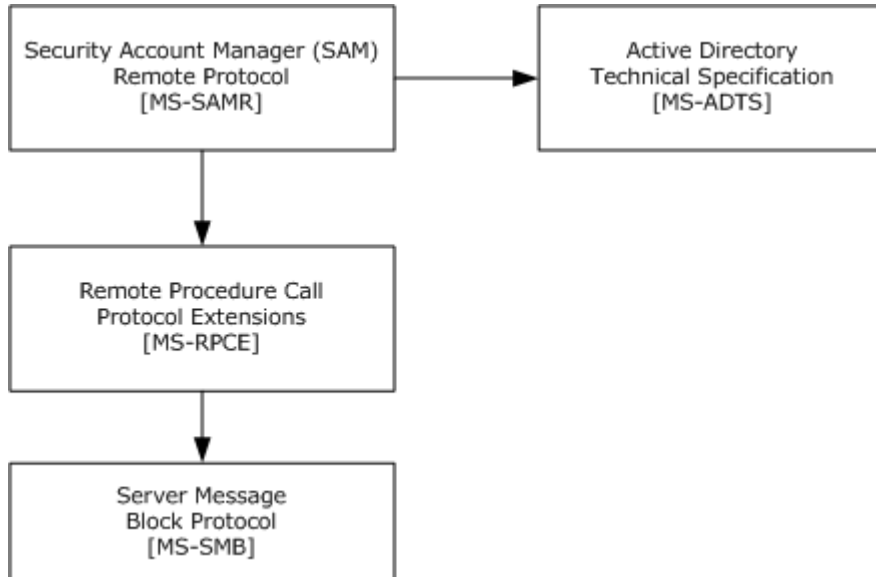 Security Account Manager (SAM)
Remote Protocol
[MS-SAMR]
Active Directory
Technical Specification
[MS-ADTS]
Remote Procedure Call
Protocol Extensions
[MS-RPCE]
Server Message
Block Protocol
[MS-SMB]